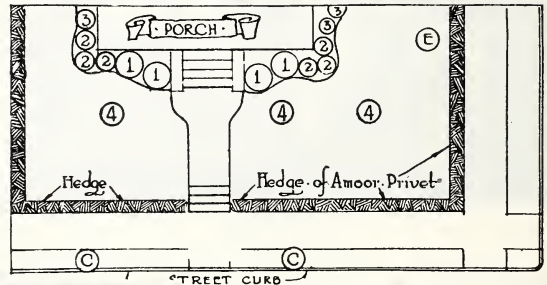 3 · PORCH · 3
2 3
2 2 1 1 1 1 2 2 2 E
4 4 4
Hedge Hedge · of Amoor · Privet
C C
STREET CURB